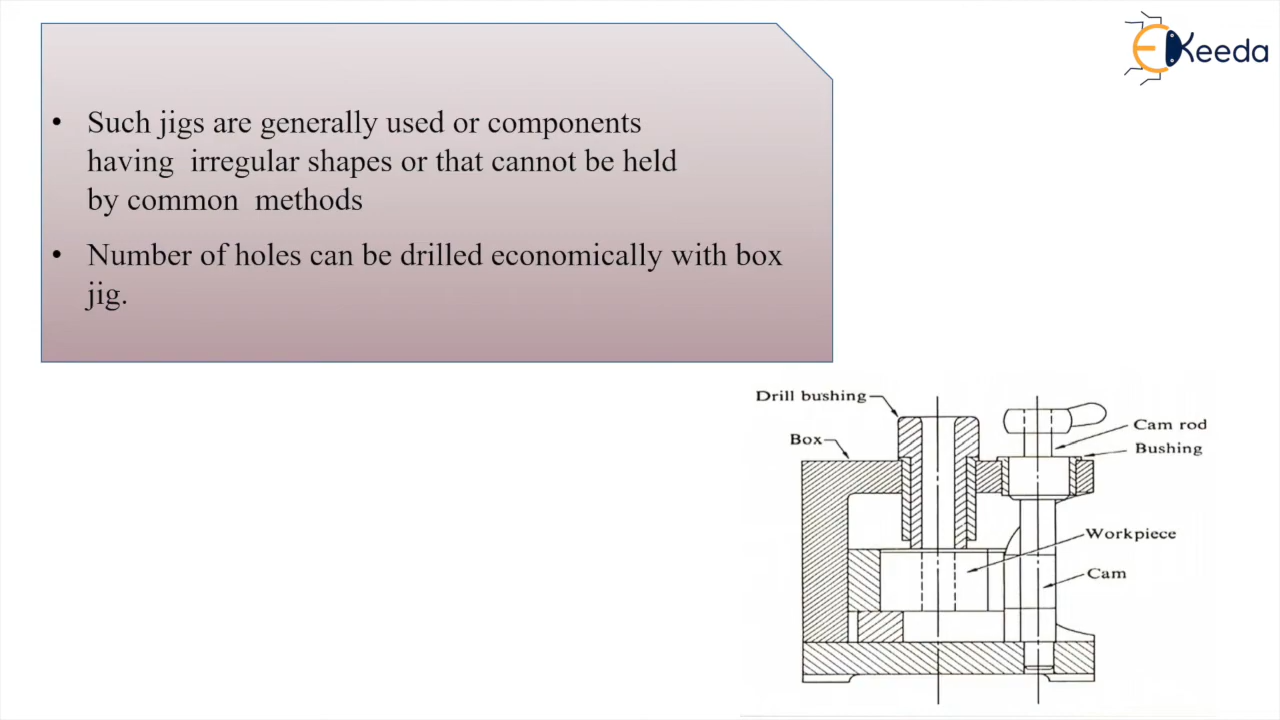 EKeeda
• Such jigs are generally used or components
having irregular shapes or that cannot be held
by common methods
• Number of holes can be drilled economically with box
jig.
Drill bushing
Box
Cam rod
Bushing
Workpiece
Cam